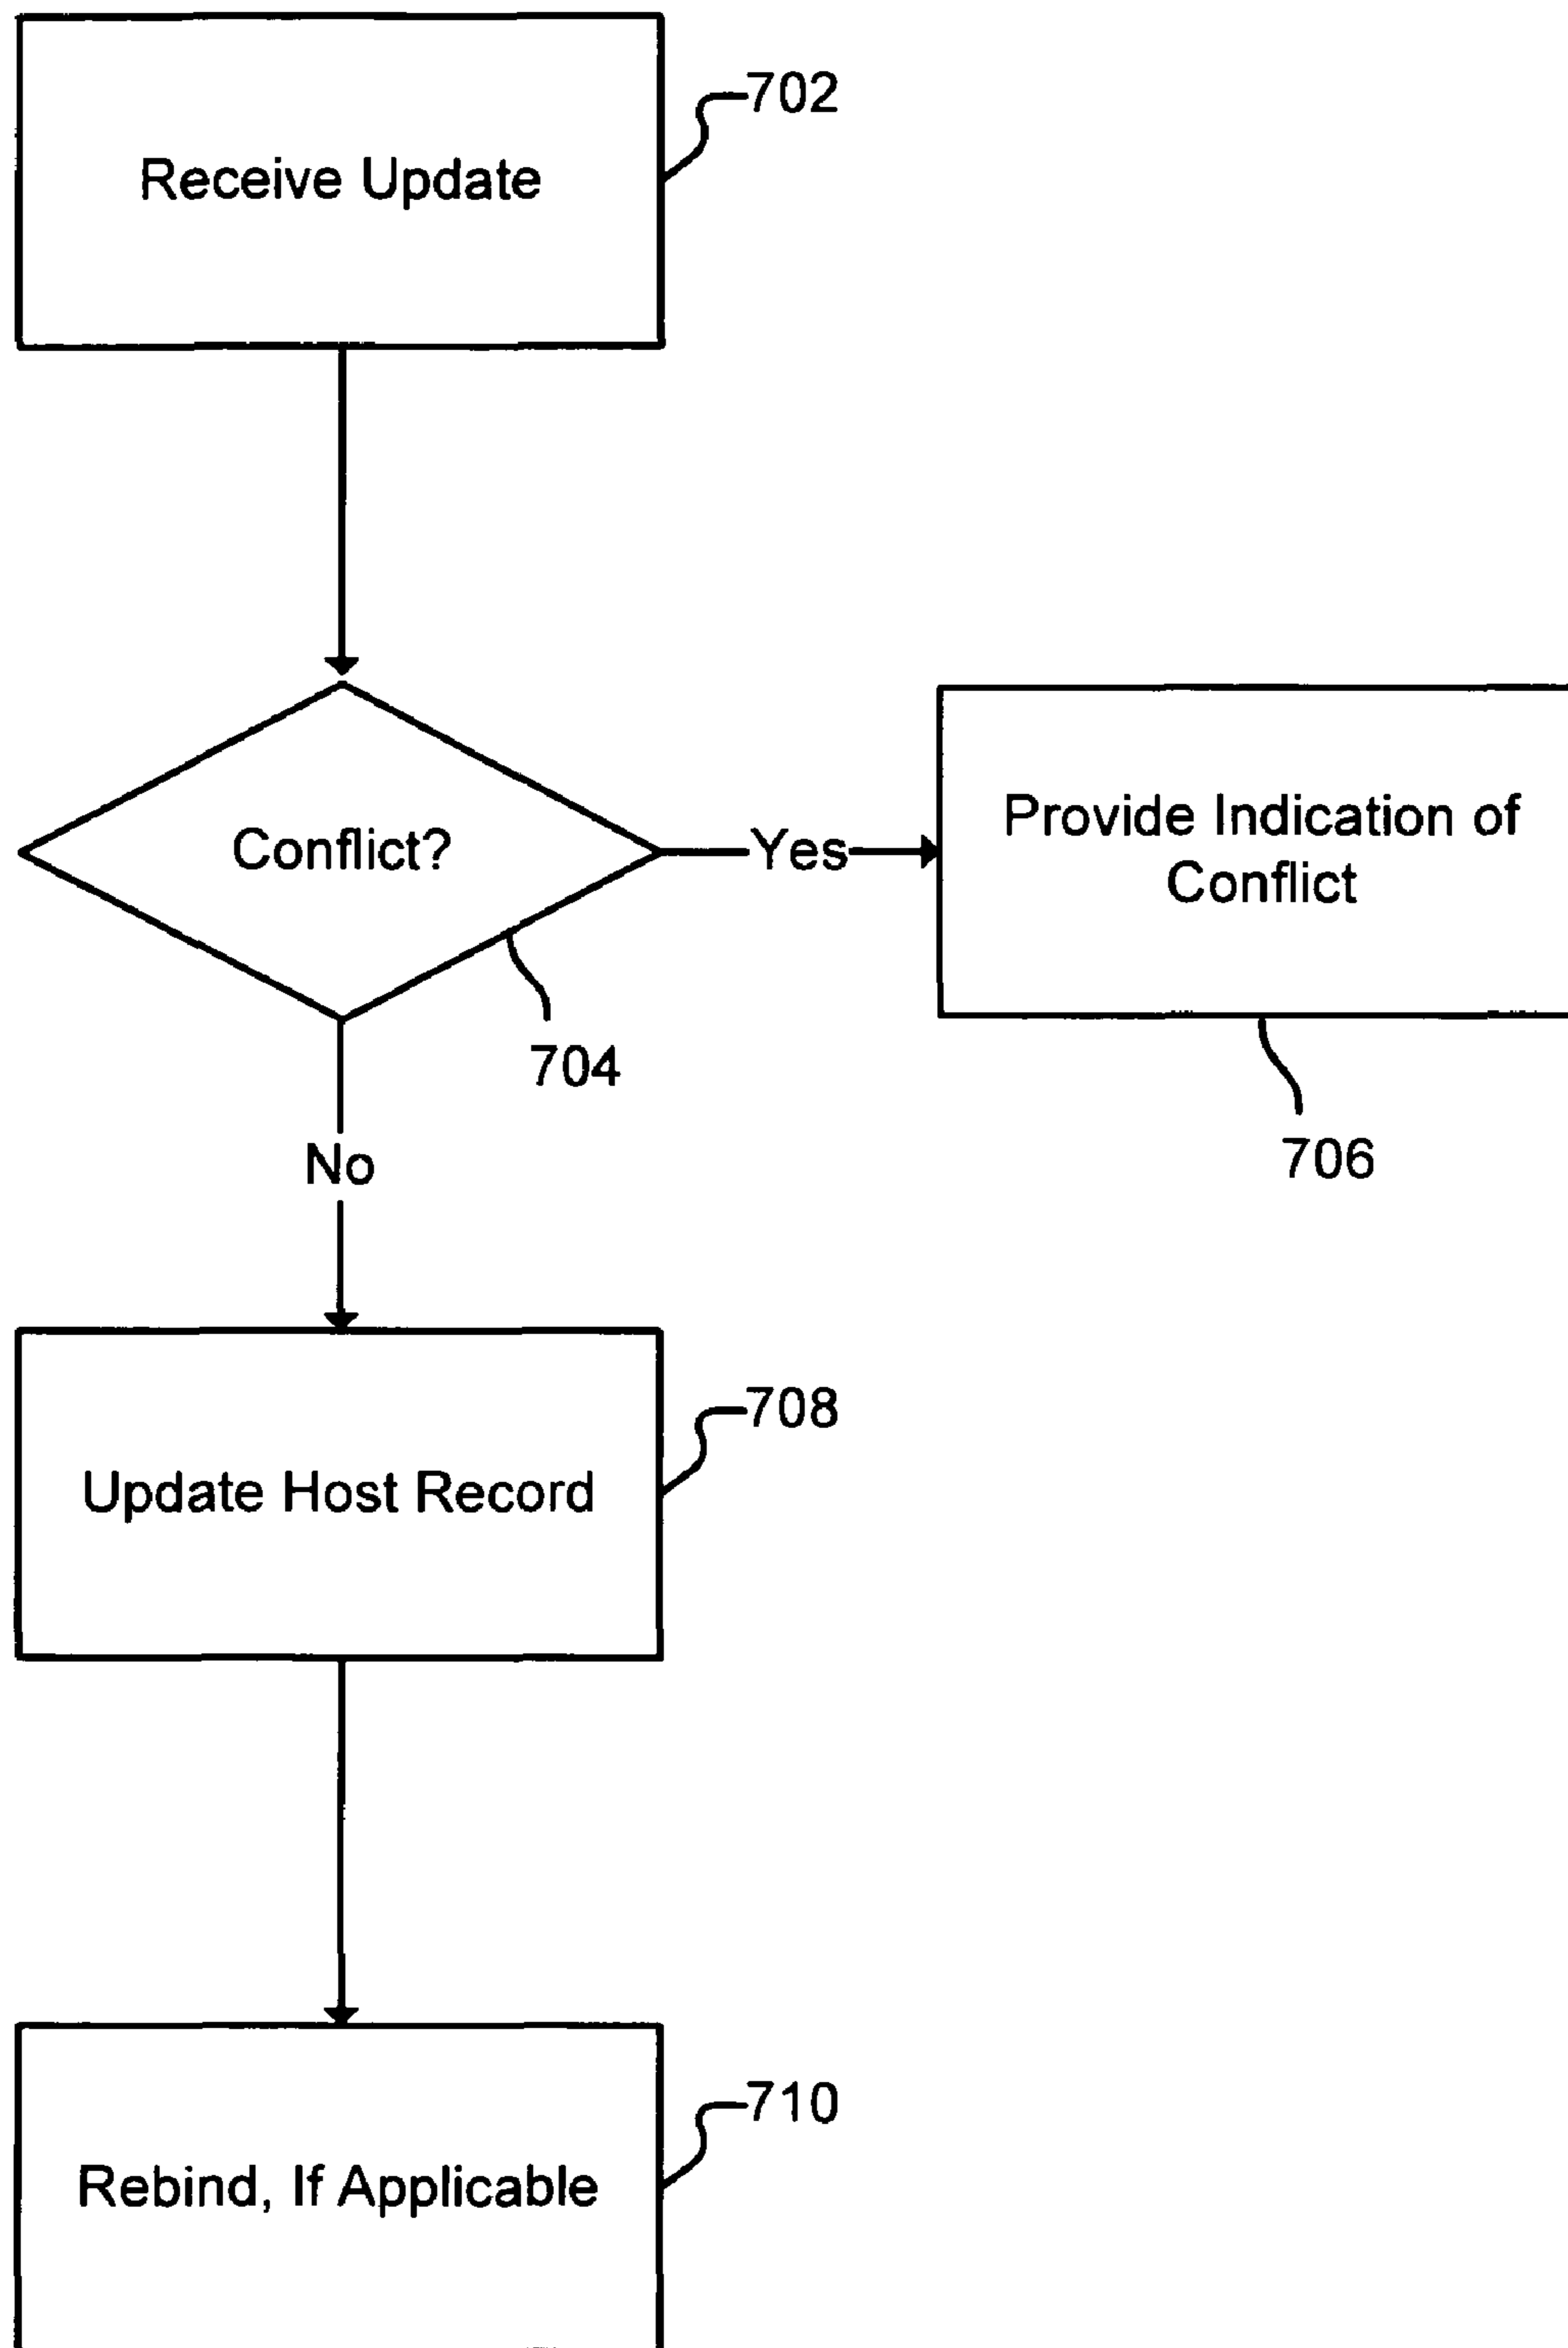 Receive Update
702
Conflict?
704
Yes
Provide Indication of
Conflict
706
No
Update Host Record
708
Rebind, If Applicable
710